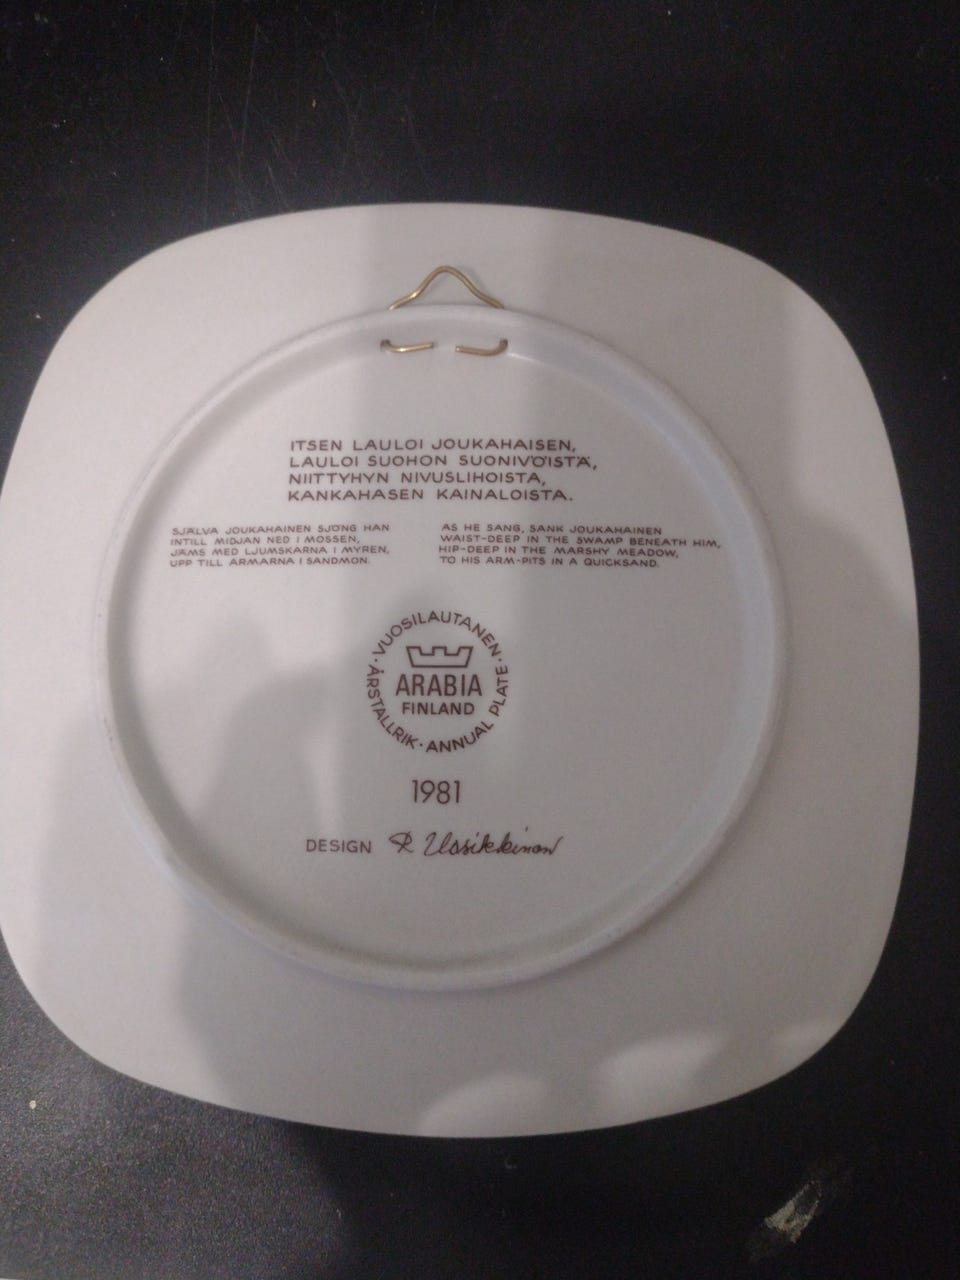 ITSEN LAULOI JOUKAHAISEN,
LAULOI SUOHON SUONIVÖISTÄ,
NIITTYHYN NIVUSLIHOISTA,
KANKAHASEN KAINALOISTA.
SJÄLVA JOUKAHAINEN SJÖNG HAN
INTILL MIDJAN NED I MOSSEN,
JÄMS MED LJUMSKARNA I MYREN,
UPP TILL ARMARNA I SANDMON.
AS HE SANG, SANK JOUKAHAINEN
WAIST-DEEP IN THE SWAMP BENEATH HIM,
HIP-DEEP IN THE MARSHY MEADOW,
TO HIS ARM-PITS IN A QUICKSAND.
· VUOSILAUTANEN · ANNUAL PLATE · ÅRSTALLRIK
ARABIA
FINLAND
1981
DESIGN R Uosikkinen